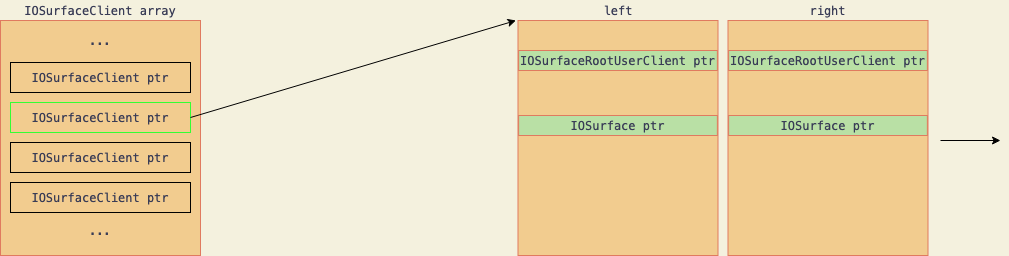 IOSurfaceClient array
...
IOSurfaceClient ptr
IOSurfaceClient ptr
IOSurfaceClient ptr
IOSurfaceClient ptr
...
left
IOSurfaceRootUserClient ptr
IOSurface ptr
right
IOSurfaceRootUserClient ptr
IOSurface ptr